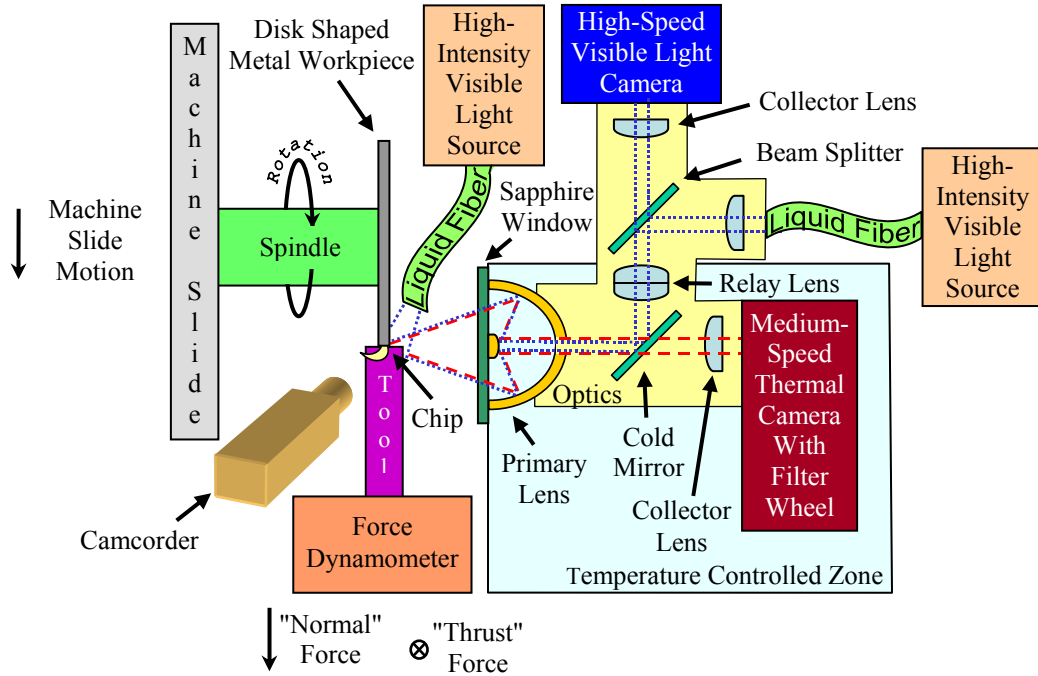 Machine Slide
Disk Shaped
Metal Workpiece
High-
Intensity
Visible
Light
Source
High-Speed
Visible Light
Camera
Collector Lens
Beam Splitter
High-
Intensity
Visible
Light
Source
Rotation
Machine
Slide
Motion
Spindle
Liquid Fiber
Sapphire
Window
Liquid Fiber
Relay Lens
Medium-
Speed
Thermal
Camera
With
Filter
Wheel
Tool
Chip
Optics
Primary
Lens
Cold
Mirror
Collector
Lens
Camcorder
Force
Dynamometer
Temperature Controlled Zone
"Normal"
Force
"Thrust"
Force